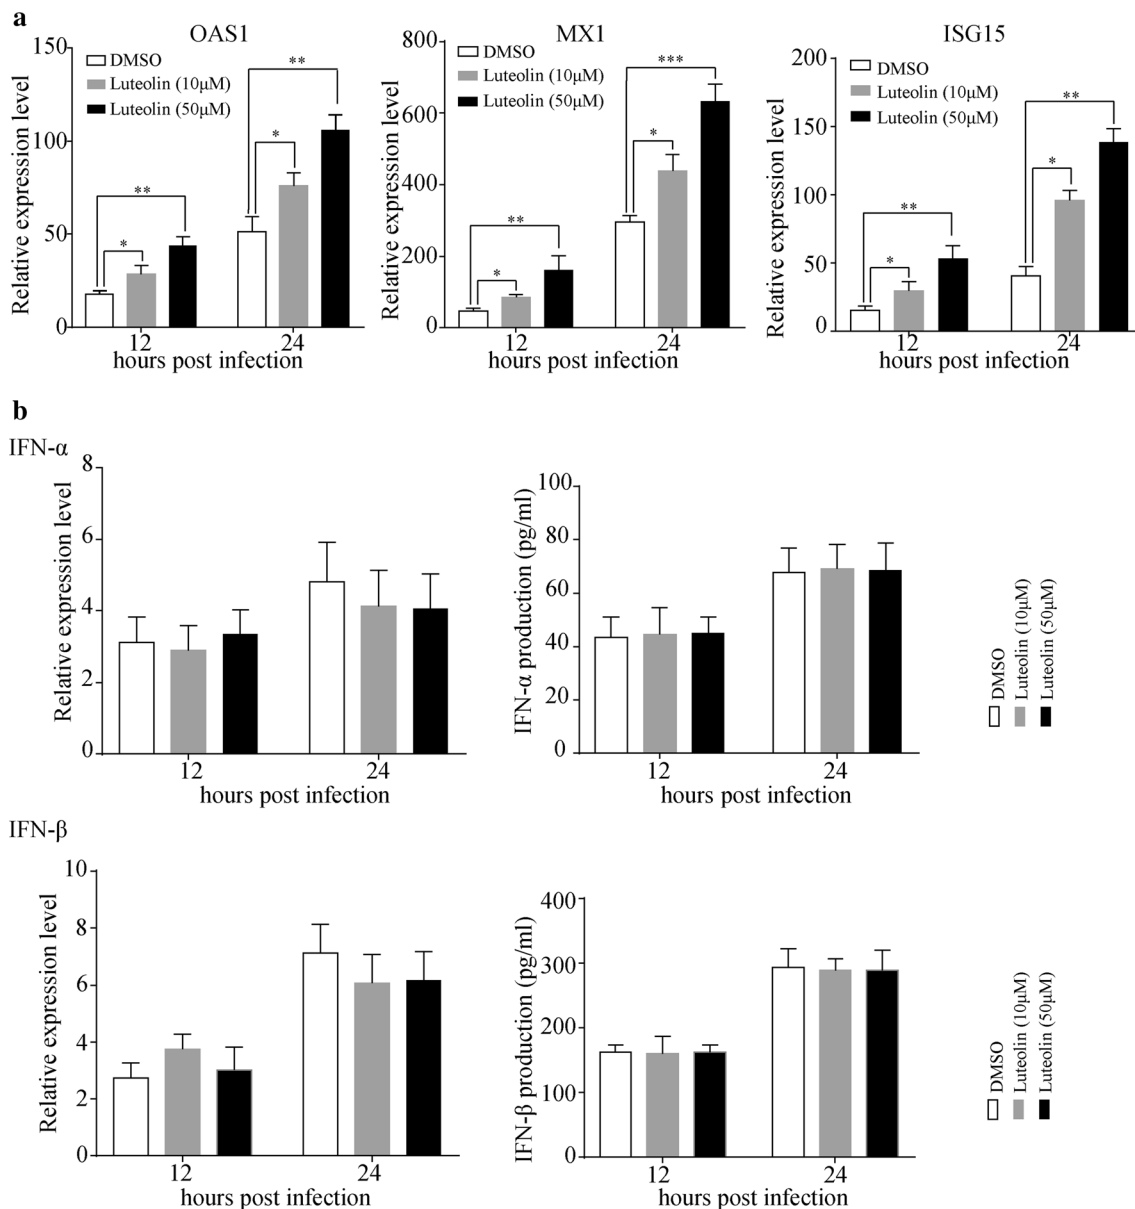 a
OAS1
Relative expression level
150
100
50
0
DMSO
Luteolin (10μM)
Luteolin (50μM)
**
*
**
*
12
24
hours post infection
MX1
Relative expression level
800
600
400
200
0
DMSO
Luteolin (10μM)
Luteolin (50μM)
***
*
**
*
12
24
hours post infection
ISG15
Relative expression level
200
150
100
50
0
DMSO
Luteolin (10μM)
Luteolin (50μM)
**
*
**
*
12
24
hours post infection
b
IFN-α
Relative expression level
8
6
4
2
0
12
24
hours post infection
IFN-α production (pg/ml)
100
80
60
40
20
0
12
24
hours post infection
DMSO
Luteolin (10μM)
Luteolin (50μM)
IFN-β
Relative expression level
10
8
6
4
2
0
12
24
hours post infection
IFN-β production (pg/ml)
400
300
200
100
0
12
24
hours post infection
DMSO
Luteolin (10μM)
Luteolin (50μM)